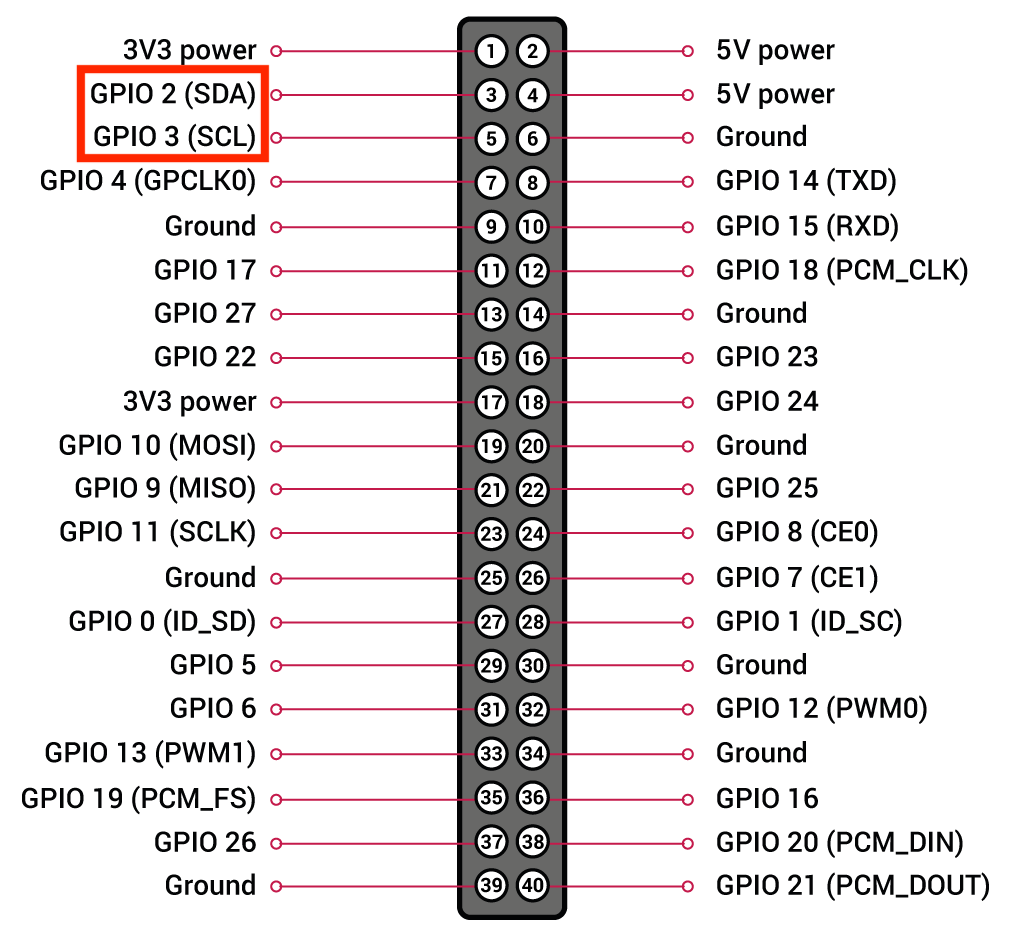 3V3 power 1 2 5V power
GPIO 2 (SDA) 3 4 5V power
GPIO 3 (SCL) 5 6 Ground
GPIO 4 (GPCLK0) 7 8 GPIO 14 (TXD)
Ground 9 10 GPIO 15 (RXD)
GPIO 17 11 12 GPIO 18 (PCM_CLK)
GPIO 27 13 14 Ground
GPIO 22 15 16 GPIO 23
3V3 power 17 18 GPIO 24
GPIO 10 (MOSI) 19 20 Ground
GPIO 9 (MISO) 21 22 GPIO 25
GPIO 11 (SCLK) 23 24 GPIO 8 (CE0)
Ground 25 26 GPIO 7 (CE1)
GPIO 0 (ID_SD) 27 28 GPIO 1 (ID_SC)
GPIO 5 29 30 Ground
GPIO 6 31 32 GPIO 12 (PWM0)
GPIO 13 (PWM1) 33 34 Ground
GPIO 19 (PCM_FS) 35 36 GPIO 16
GPIO 26 37 38 GPIO 20 (PCM_DIN)
Ground 39 40 GPIO 21 (PCM_DOUT)